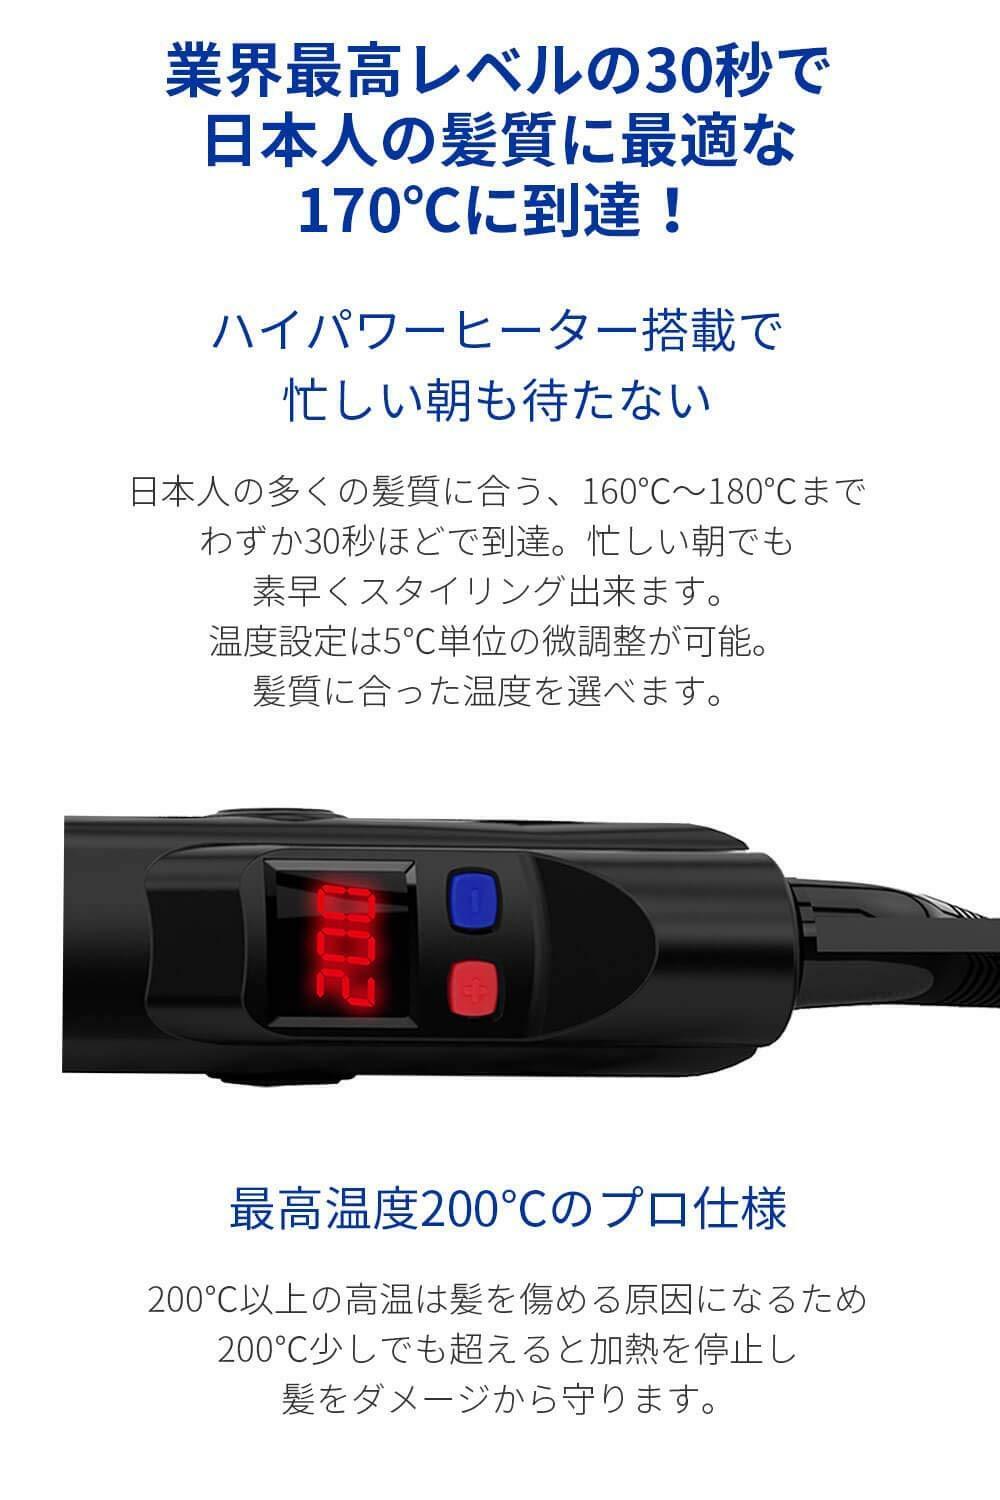 業界最高レベルの30秒で
日本人の髪質に最適な
170℃に到達！
ハイパワーヒーター搭載で
忙しい朝も待たない
日本人の多くの髪質に合う、160℃～180℃まで
わずか30秒ほどで到達。忙しい朝でも
素早くスタイリング出来ます。
温度設定は5℃単位の微調整が可能。
髪質に合った温度を選べます。
200
-
+
最高温度200℃のプロ仕様
200℃以上の高温は髪を傷める原因になるため
200℃少しでも超えると加熱を停止し
髪をダメージから守ります。